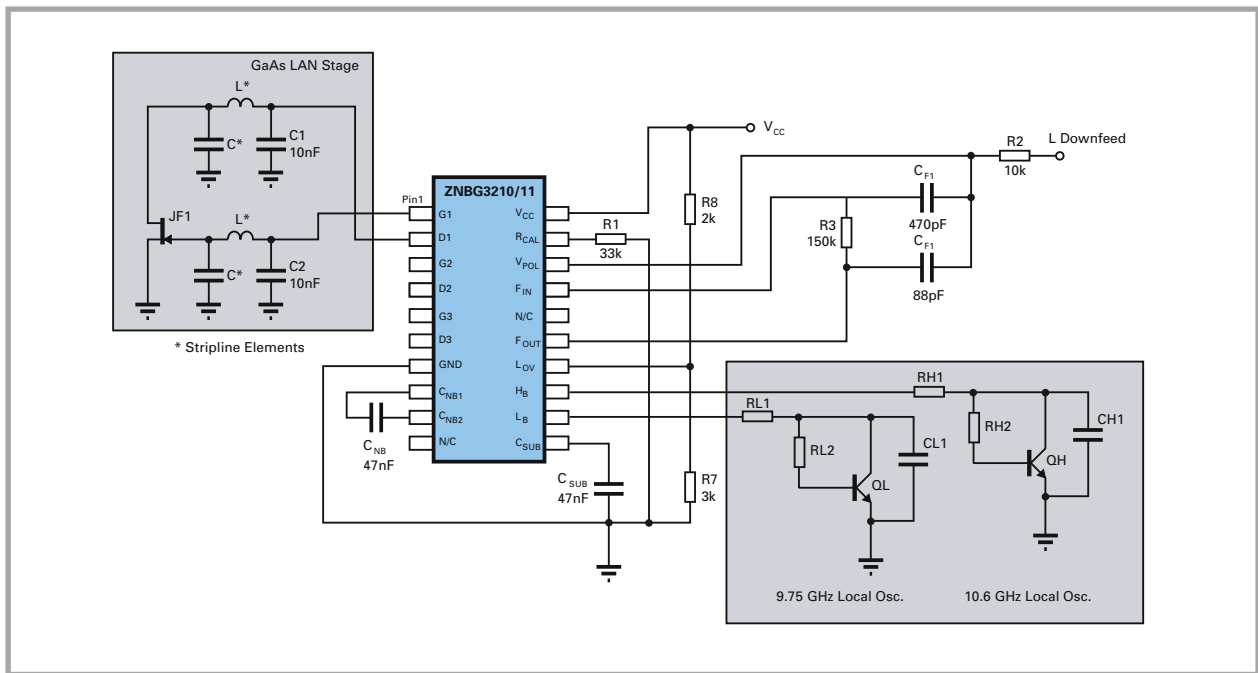 GaAs LAN Stage
L*
C*
C1
10nF
JF1
L*
C*
C2
10nF
* Stripline Elements
Pin1
ZNBG3210/11
G1
D1
G2
D2
G3
D3
GND
CNB1
CNB2
N/C
VCC
RCAL
VPOL
FIN
N/C
FOUT
LOV
HB
LB
CSUB
CNB
47nF
CSUB
47nF
R1
33k
VCC
R8
2k
R7
3k
R3
150k
CF1
470pF
CF1
88pF
R2
10k
L Downfeed
RL1
RL2
QL
CL1
RH1
RH2
QH
CH1
9.75 GHz Local Osc.
10.6 GHz Local Osc.